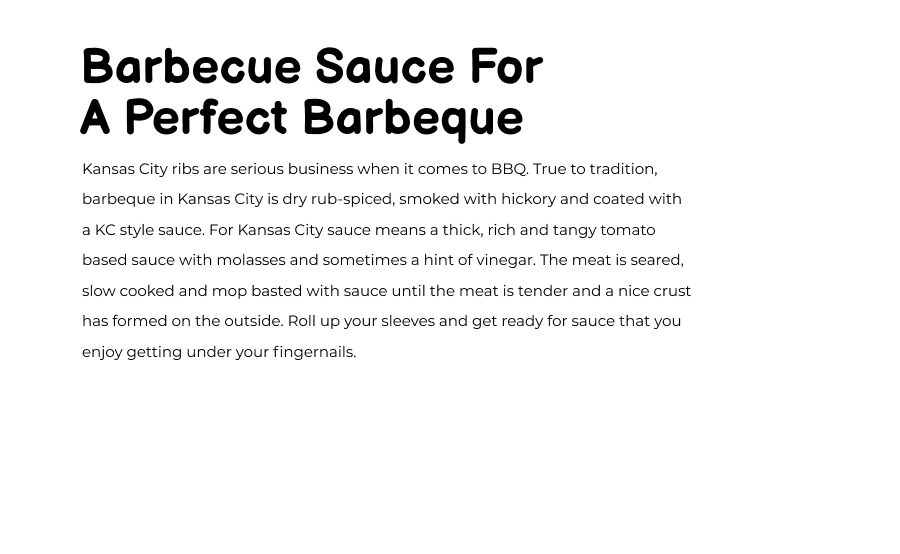 Barbecue Sauce For
A Perfect Barbeque
Kansas City ribs are serious business when it comes to BBQ. True to tradition,
barbeque in Kansas City is dry rub-spiced, smoked with hickory and coated with
a KC style sauce. For Kansas City sauce means a thick, rich and tangy tomato
based sauce with molasses and sometimes a hint of vinegar. The meat is seared,
slow cooked and mop basted with sauce until the meat is tender and a nice crust
has formed on the outside. Roll up your sleeves and get ready for sauce that you
enjoy getting under your fingernails.